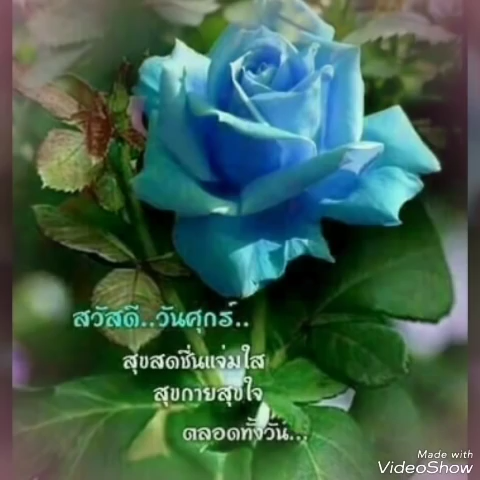 สวัสดี..วันศุกร์..
สุขสดชื่นแจ่มใส
สุขกายสุขใจ
ตลอดทั้งวัน...
Made with
VideoShow